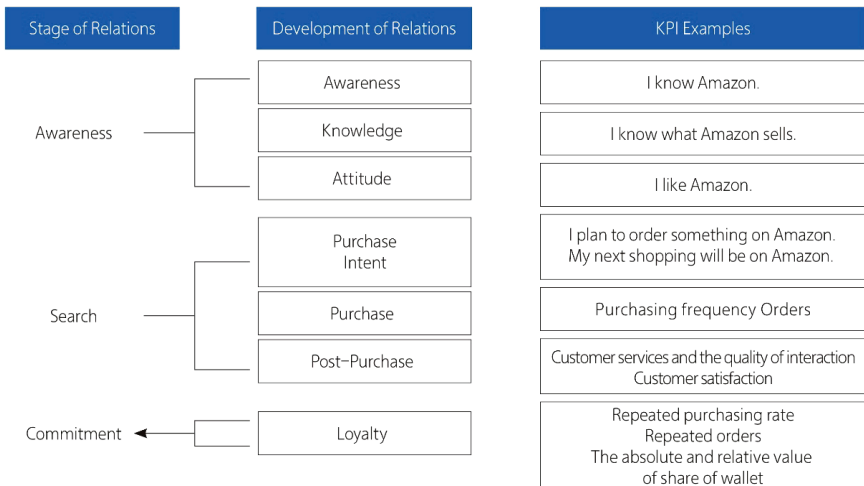 Stage of Relations
Development of Relations
KPI Examples
Awareness
Awareness
I know Amazon.
Knowledge
I know what Amazon sells.
Attitude
I like Amazon.
Search
Purchase
Intent
I plan to order something on Amazon.
My next shopping will be on Amazon.
Purchase
Purchasing frequency Orders
Post-Purchase
Customer services and the quality of interaction
Customer satisfaction
Commitment
Loyalty
Repeated purchasing rate
Repeated orders
The absolute and relative value
of share of wallet